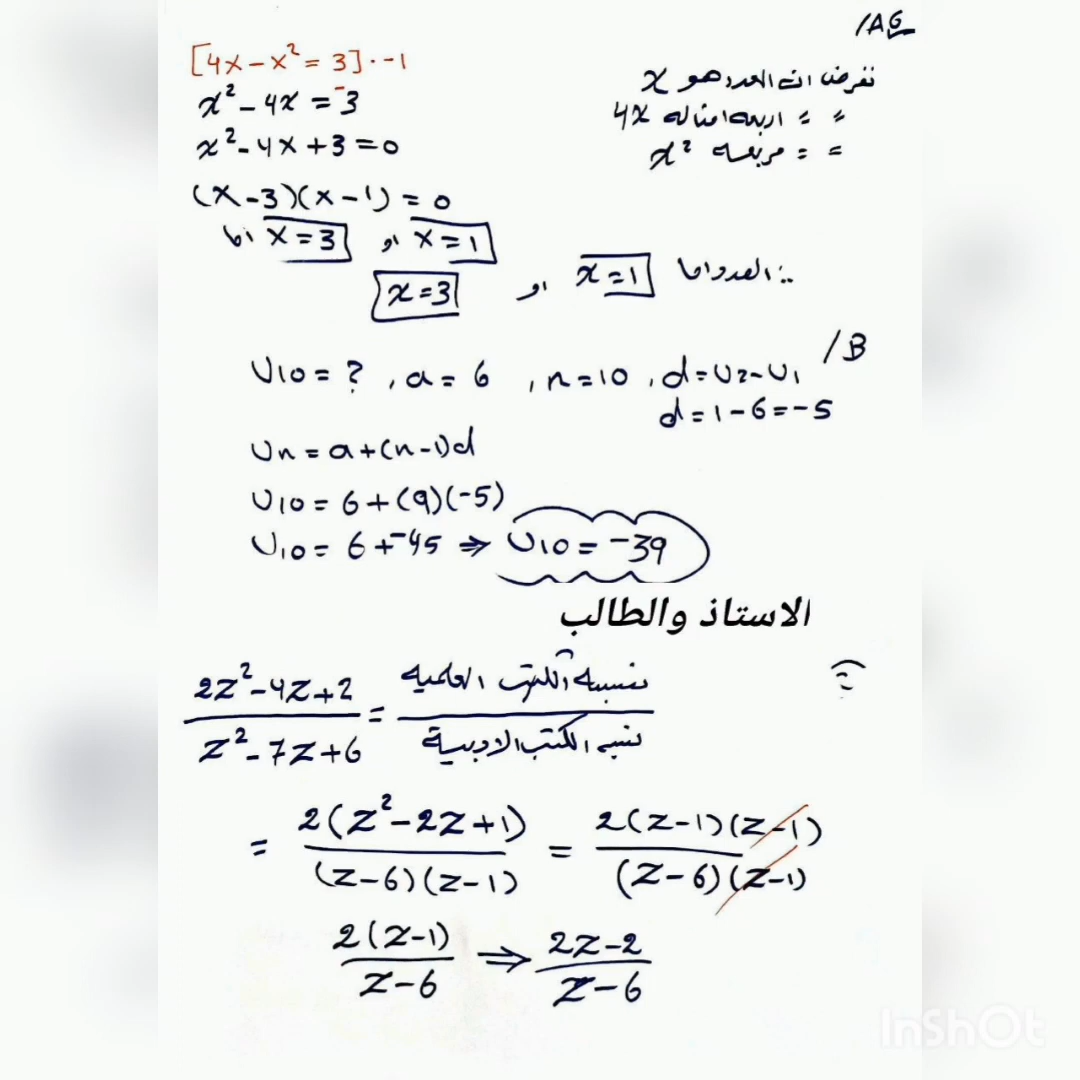 س6A/
نفرض ان العدد هو x
[4x - x² = 3] · -1
= = اربعة امثاله 4x
x² - 4x = -3
= = مربعه x²
x² - 4x + 3 = 0
(x - 3)(x - 1) = 0
اما x = 3 او x = 1
∴ العدد اما x = 1 او x = 3
B/
U10 = ? , a = 6 , n = 10 , d = U2 - U1
d = 1 - 6 = -5
Un = a + (n - 1)d
U10 = 6 + (9)(-5)
U10 = 6 + -45 ⇒ U10 = -39
الاستاذ والطالب
2z² - 4z + 2 / z² - 7z + 6 = نسبة الكتب العلمية / نسبة الكتب الادبية
= 2(z² - 2z + 1) / (z - 6)(z - 1) = 2(z - 1)(z - 1) / (z - 6)(z - 1)
2(z - 1) / z - 6 ⇒ 2z - 2 / z - 6
InShOt